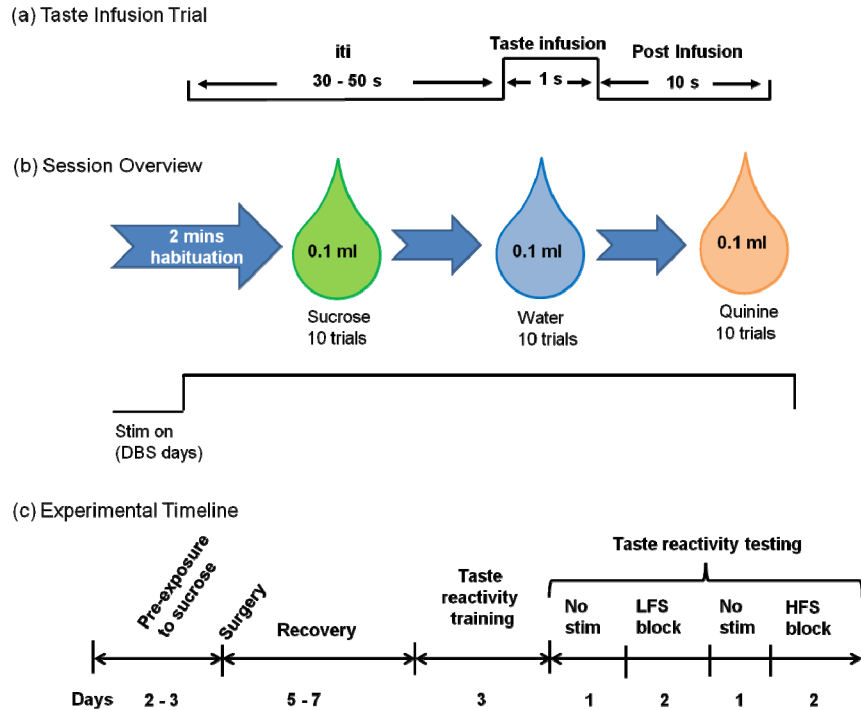 (a) Taste Infusion Trial
iti
Taste infusion
Post Infusion
30 - 50 s
1 s
10 s
(b) Session Overview
2 mins
habituation
0.1 ml
0.1 ml
0.1 ml
Sucrose
10 trials
Water
10 trials
Quinine
10 trials
Stim on
(DBS days)
(c) Experimental Timeline
Pre-exposure
to sucrose
Surgery
Recovery
Taste
reactivity
training
Taste reactivity testing
No
stim
LFS
block
No
stim
HFS
block
Days
2 - 3
5 - 7
3
1
2
1
2